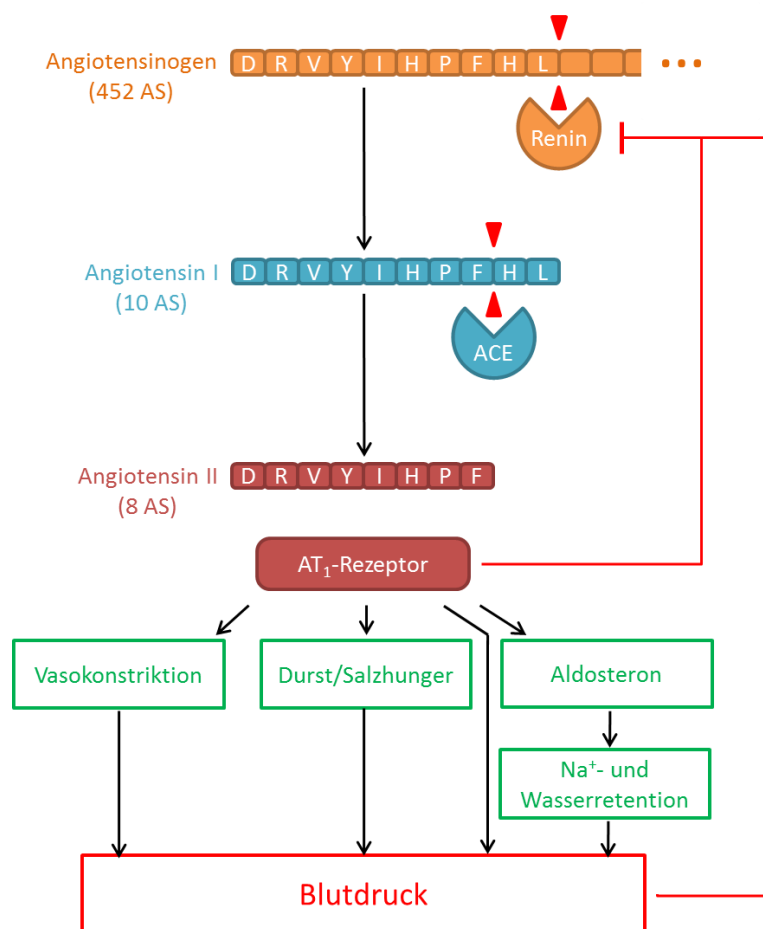 Angiotensinogen
(452 AS)
D R V Y I H P F H L
...
Renin
Angiotensin I
(10 AS)
D R V Y I H P F H L
ACE
Angiotensin II
(8 AS)
D R V Y I H P F
AT₁-Rezeptor
Vasokonstriktion
Durst/Salzhunger
Aldosteron
Na⁺- und
Wasserretention
Blutdruck